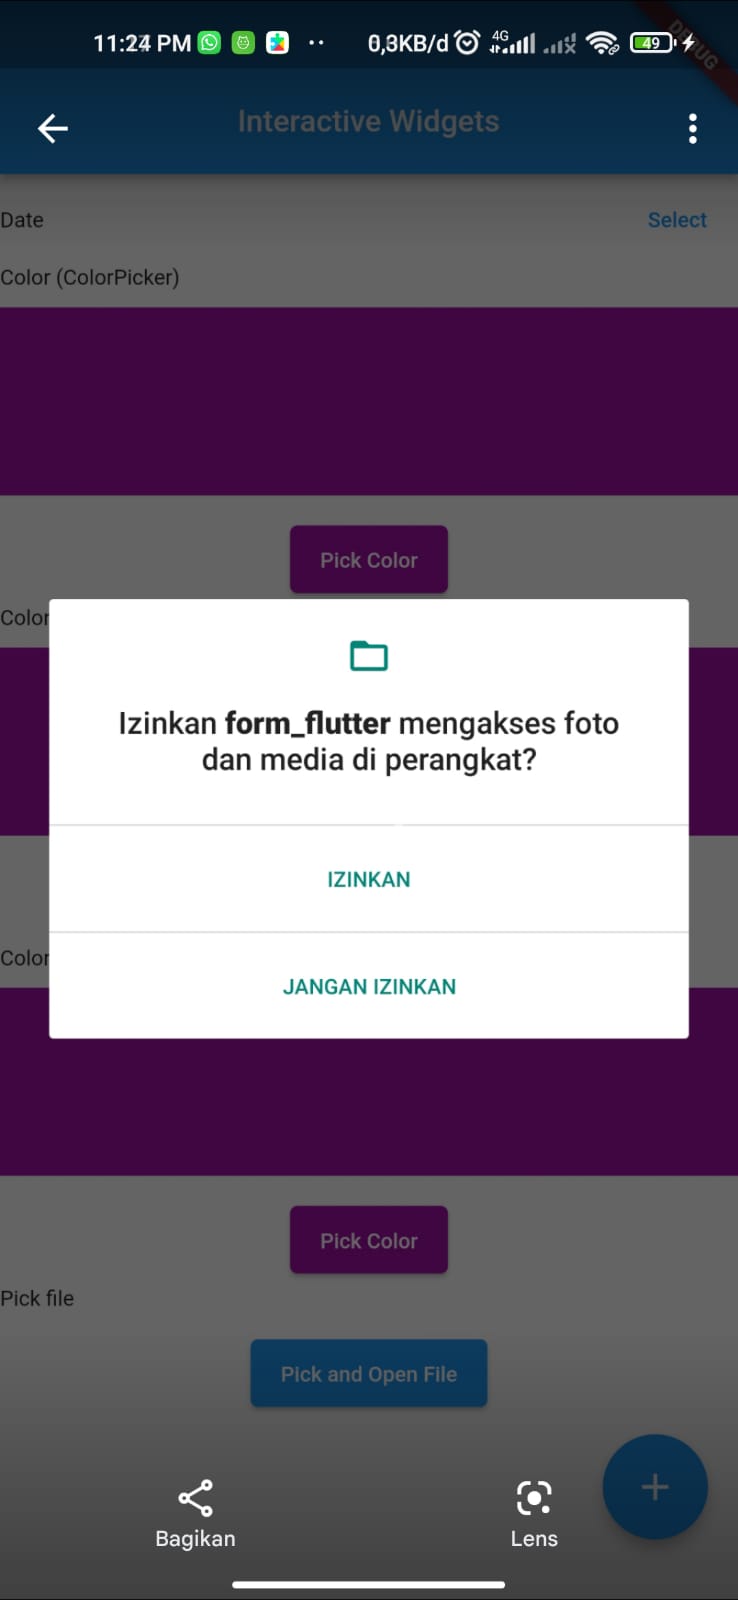 11:24 PM
0,3KB/d
4G
49
DEBUG
Interactive Widgets
Date
Select
Color (ColorPicker)
Pick Color
Color
Izinkan form_flutter mengakses foto
dan media di perangkat?
IZINKAN
Color
JANGAN IZINKAN
Pick Color
Pick file
Pick and Open File
Bagikan
Lens